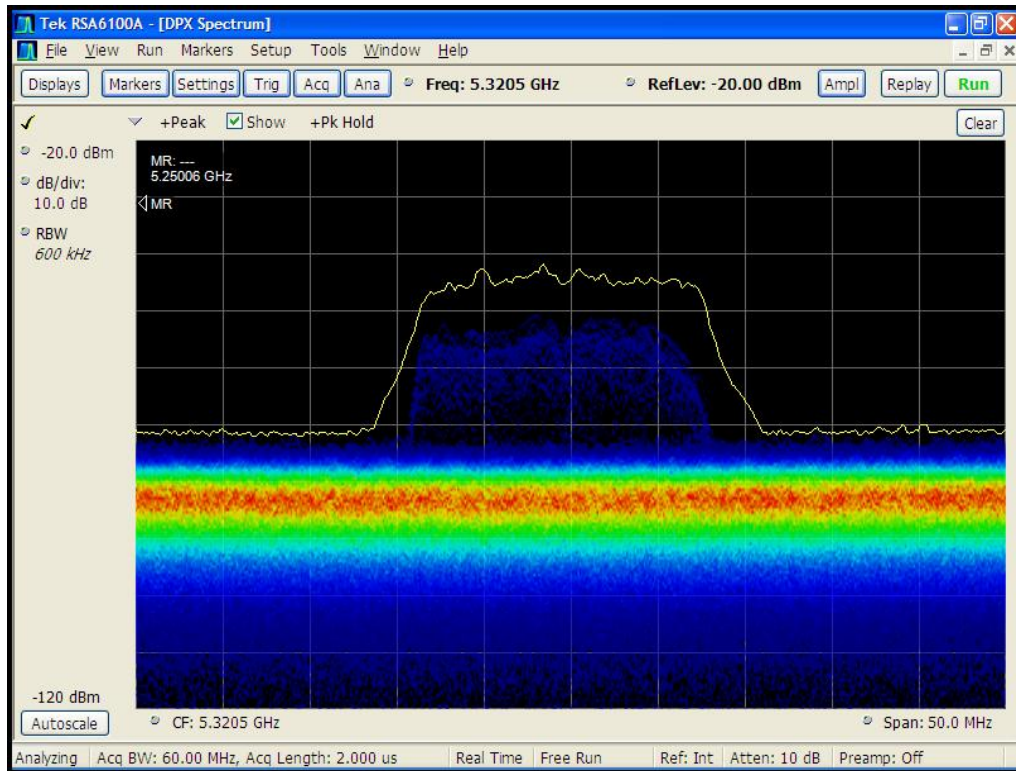 Tek RSA6100A - [DPX Spectrum]
File View Run Markers Setup Tools Window Help
Displays Markers Settings Trig Acq Ana Freq: 5.3205 GHz RefLev: -20.00 dBm Ampl Replay Run
+Peak Show +Pk Hold Clear
-20.0 dBm
dB/div:
10.0 dB
RBW
600 kHz
MR: ---
5.25006 GHz
MR
-120 dBm
Autoscale CF: 5.3205 GHz Span: 50.0 MHz
Analyzing Acq BW: 60.00 MHz, Acq Length: 2.000 us Real Time Free Run Ref: Int Atten: 10 dB Preamp: Off